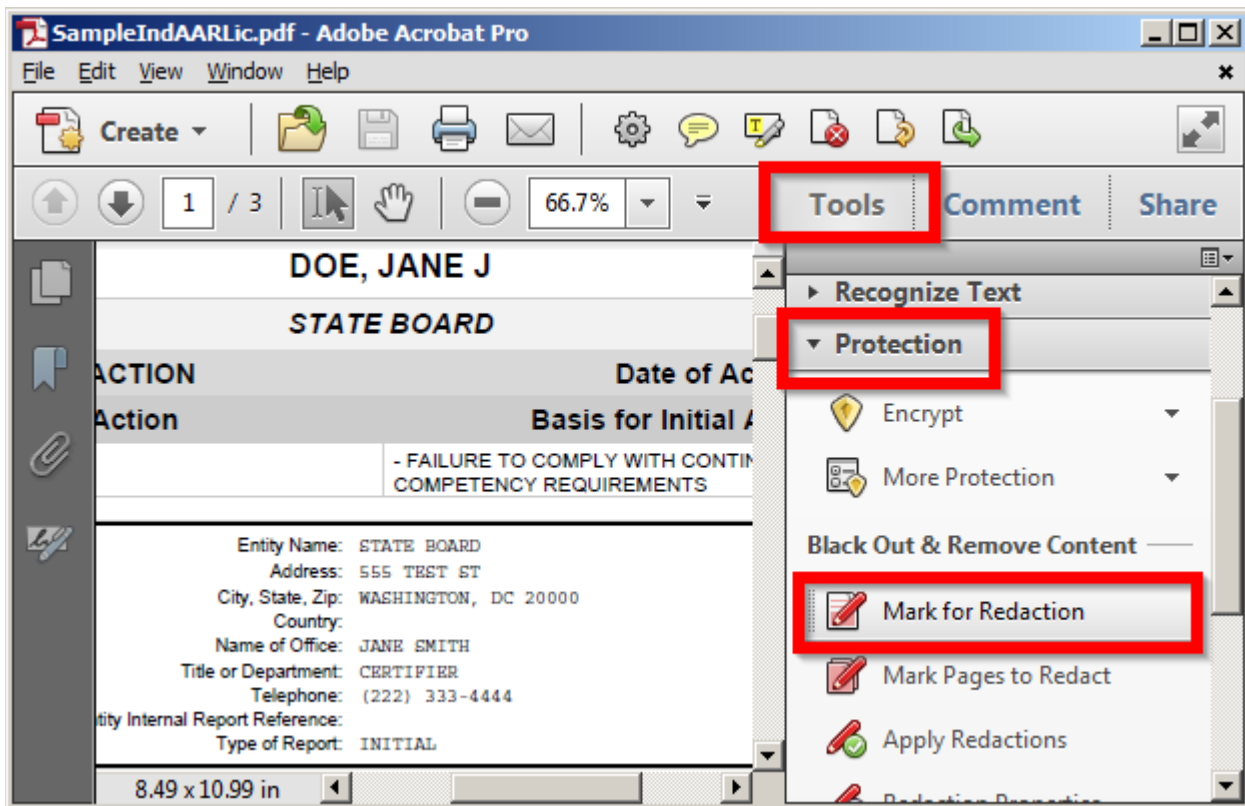 SampleIndAARLic.pdf - Adobe Acrobat Pro
File Edit View Window Help
Create
1 / 3 66.7% Tools Comment Share
DOE, JANE J
STATE BOARD
ACTION Date of Ac
Action Basis for Initial A
- FAILURE TO COMPLY WITH CONTIN
COMPETENCY REQUIREMENTS
Entity Name: STATE BOARD
Address: 555 TEST ST
City, State, Zip: WASHINGTON, DC 20000
Country:
Name of Office: JANE SMITH
Title or Department: CERTIFIER
Telephone: (222) 333-4444
tity Internal Report Reference:
Type of Report: INITIAL
8.49 x 10.99 in
Recognize Text
Protection
Encrypt
More Protection
Black Out & Remove Content
Mark for Redaction
Mark Pages to Redact
Apply Redactions
Redaction Properties